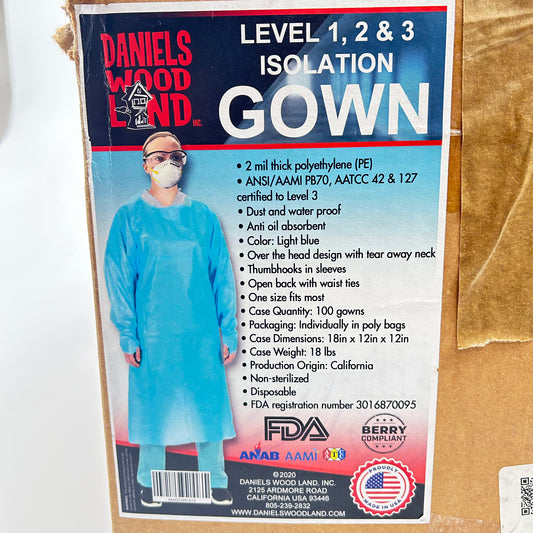 DANIELS
WOOD
LAND INC.
LEVEL 1, 2 & 3
ISOLATION
GOWN
• 2 mil thick polyethylene (PE)
• ANSI/AAMI PB70, AATCC 42 & 127
certified to Level 3
• Dust and water proof
• Anti oil absorbent
• Color: Light blue
• Over the head design with tear away neck
• Thumbhooks in sleeves
• Open back with waist ties
• One size fits most
• Case Quantity: 100 gowns
• Packaging: Individually in poly bags
• Case Dimensions: 18in x 12in x 12in
• Case Weight: 18 lbs
• Production Origin: California
• Non-sterilized
• Disposable
• FDA registration number 3016870095
FDA
BERRY
COMPLIANT
ANAB AAMI
©2020
DANIELS WOOD LAND, INC.
2125 ARDMORE ROAD
CALIFORNIA USA 93446
805-239-2832
WWW.DANIELSWOODLAND.COM
PROUDLY
MADE IN USA